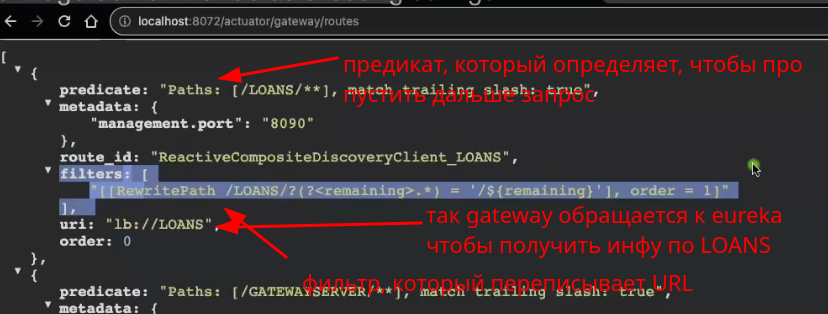 localhost:8072/actuator/gateway/routes
[
{
predicate: "Paths: [/LOANS/**], match trailing slash: true",
предикат, который определяет, чтобы про
пустить дальше запрос
metadata: {
"management.port": "8090"
},
route_id: "ReactiveCompositeDiscoveryClient_LOANS",
filters: [
"[[RewritePath /LOANS/?(?<remaining>.*) = '/${remaining}'], order = 1]"
],
uri: "lb://LOANS",
так gateway обращается к eureka
чтобы получить инфу по LOANS
order: 0
},
фильтр, который переписывает URL
{
predicate: "Paths: [/GATEWAYSERVER/**], match trailing slash: true",
metadata: {